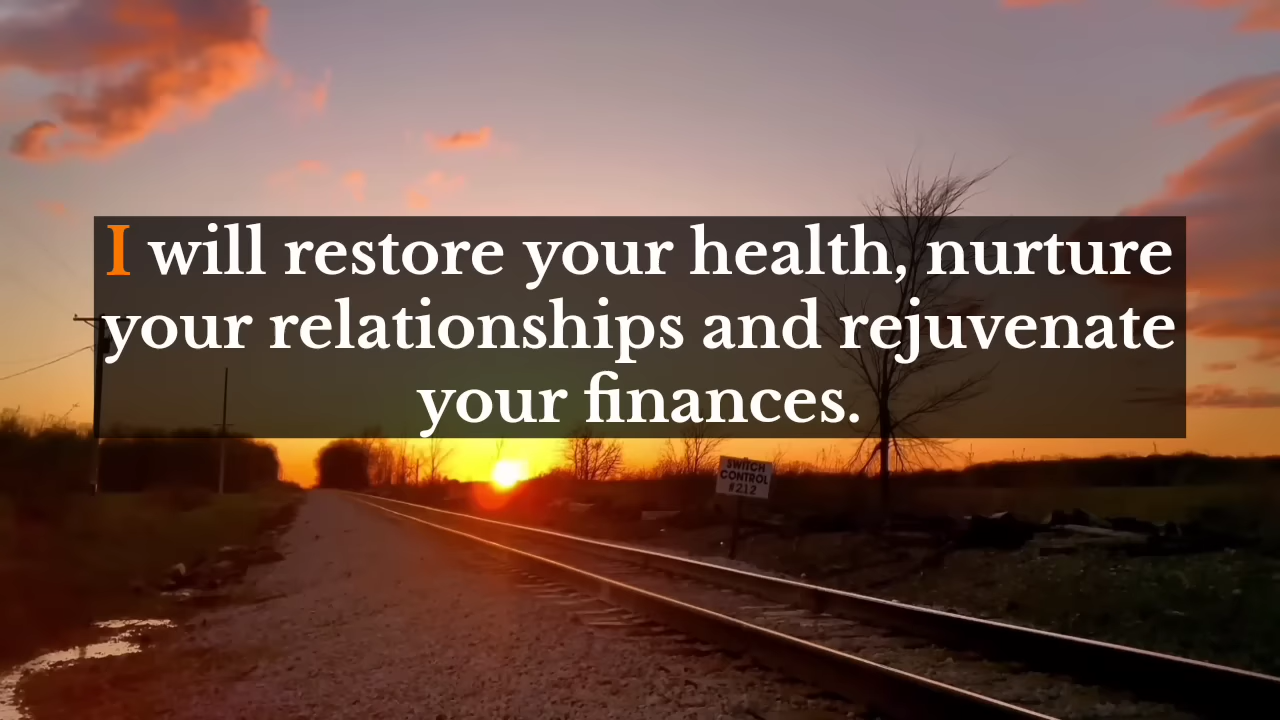 I will restore your health, nurture
your relationships and rejuvenate
your finances.
SWITCH
CONTROL
#212